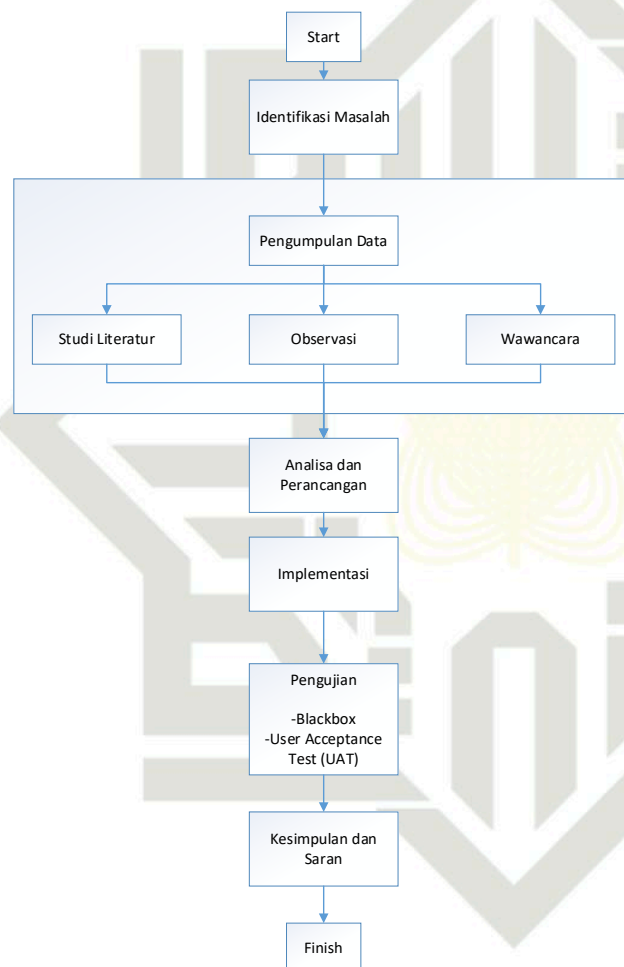 Start
Identifikasi Masalah
Pengumpulan Data
Studi Literatur
Observasi
Wawancara
Analisa dan
Perancangan
Implementasi
Pengujian
-Blackbox
-User Acceptance
Test (UAT)
Kesimpulan dan
Saran
Finish